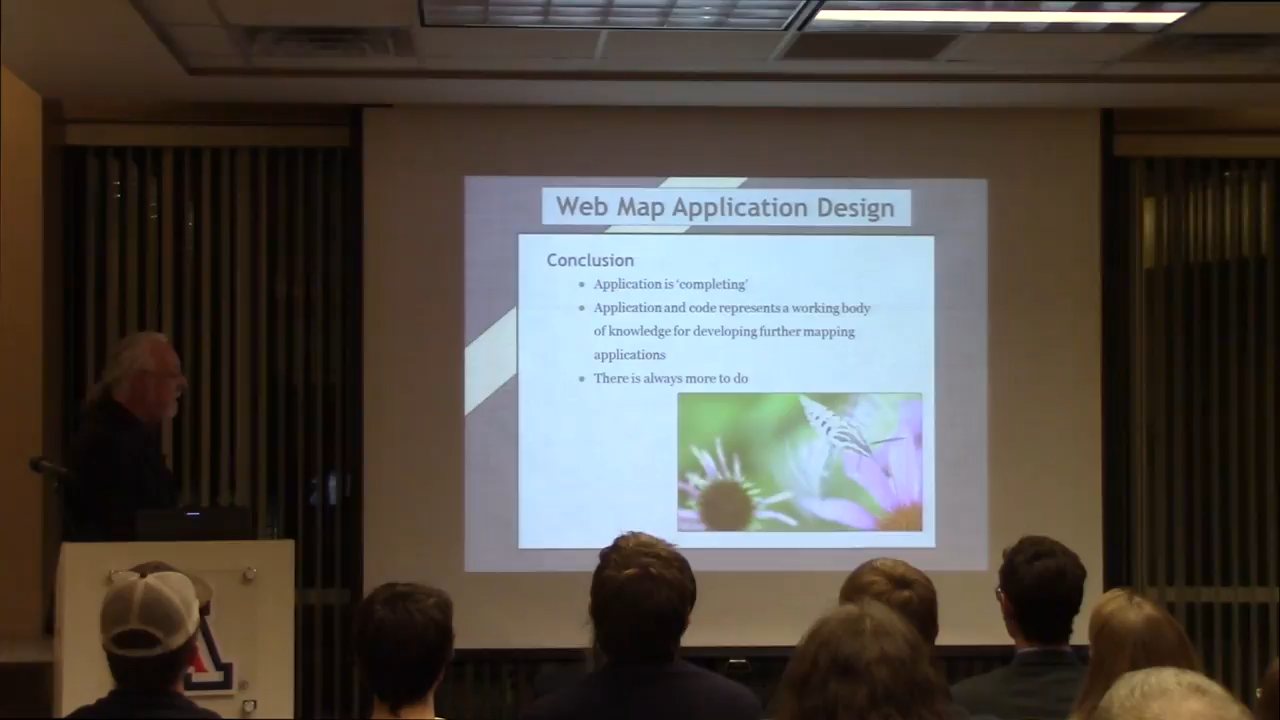 Web Map Application Design
Conclusion
• Application is ‘completing’
• Application and code represents a working body
of knowledge for developing further mapping
applications
• There is always more to do
A